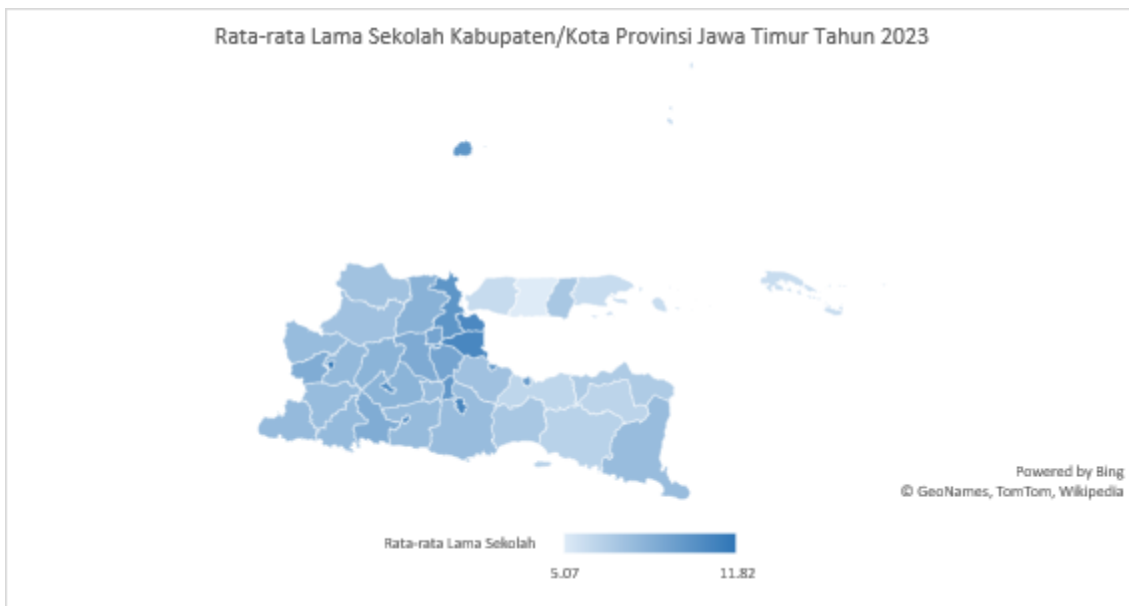 Rata-rata Lama Sekolah Kabupaten/Kota Provinsi Jawa Timur Tahun 2023
Powered by Bing
© GeoNames, TomTom, Wikipedia
Rata-rata Lama Sekolah
5.07 11.82